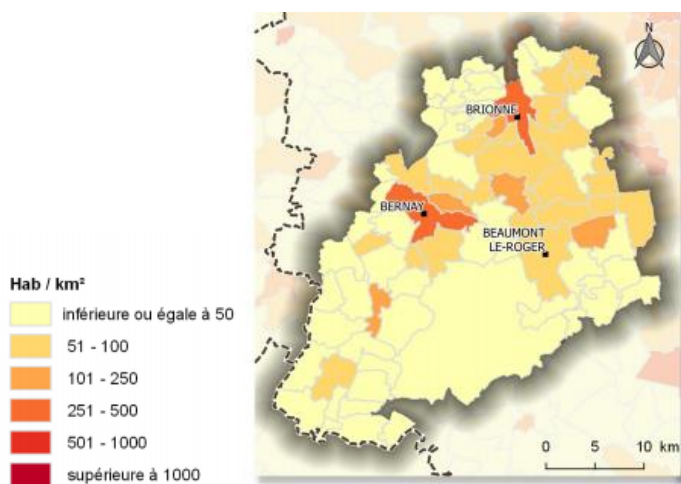 N
BRIONNE
BERNAY
BEAUMONT
LE-ROGER
Hab / km²
inférieure ou égale à 50
51 - 100
101 - 250
251 - 500
501 - 1000
supérieure à 1000
0 5 10 km